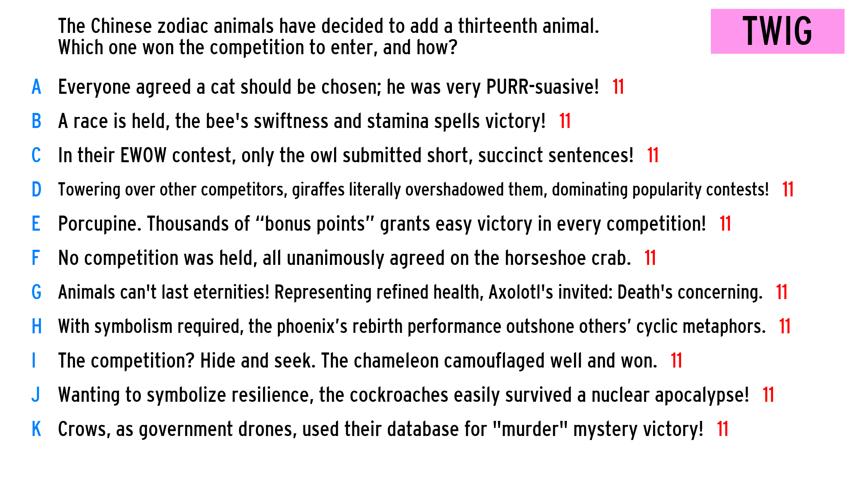 The Chinese zodiac animals have decided to add a thirteenth animal.
Which one won the competition to enter, and how?
TWIG
A Everyone agreed a cat should be chosen; he was very PURR-suasive! 11
B A race is held, the bee's swiftness and stamina spells victory! 11
C In their EWOW contest, only the owl submitted short, succinct sentences! 11
D Towering over other competitors, giraffes literally overshadowed them, dominating popularity contests! 11
E Porcupine. Thousands of “bonus points” grants easy victory in every competition! 11
F No competition was held, all unanimously agreed on the horseshoe crab. 11
G Animals can't last eternities! Representing refined health, Axolotl's invited: Death's concerning. 11
H With symbolism required, the phoenix’s rebirth performance outshone others’ cyclic metaphors. 11
I The competition? Hide and seek. The chameleon camouflaged well and won. 11
J Wanting to symbolize resilience, the cockroaches easily survived a nuclear apocalypse! 11
K Crows, as government drones, used their database for "murder" mystery victory! 11